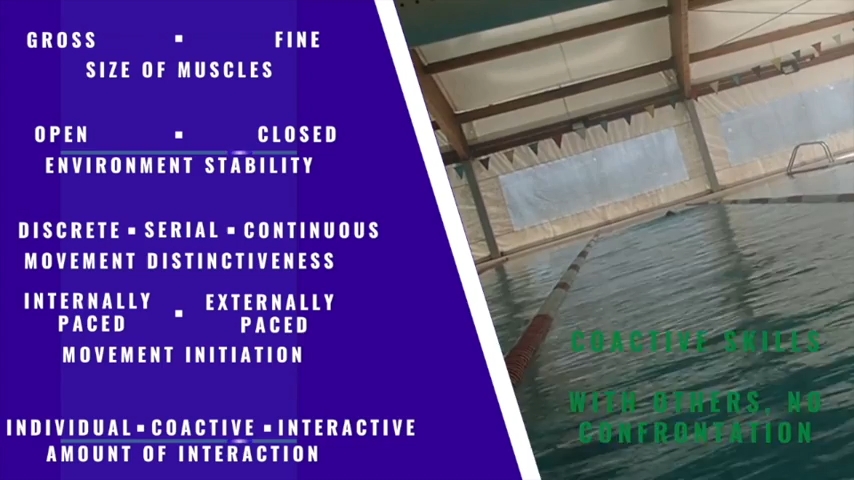 GROSS ▪ FINE
SIZE OF MUSCLES
OPEN ▪ CLOSED
ENVIRONMENT STABILITY
DISCRETE ▪ SERIAL ▪ CONTINUOUS
MOVEMENT DISTINCTIVENESS
INTERNALLY PACED ▪ EXTERNALLY PACED
MOVEMENT INITIATION
INDIVIDUAL ▪ COACTIVE ▪ INTERACTIVE
AMOUNT OF INTERACTION
COACTIVE SKILLS
WITH OTHERS, NO
CONFRONTATION